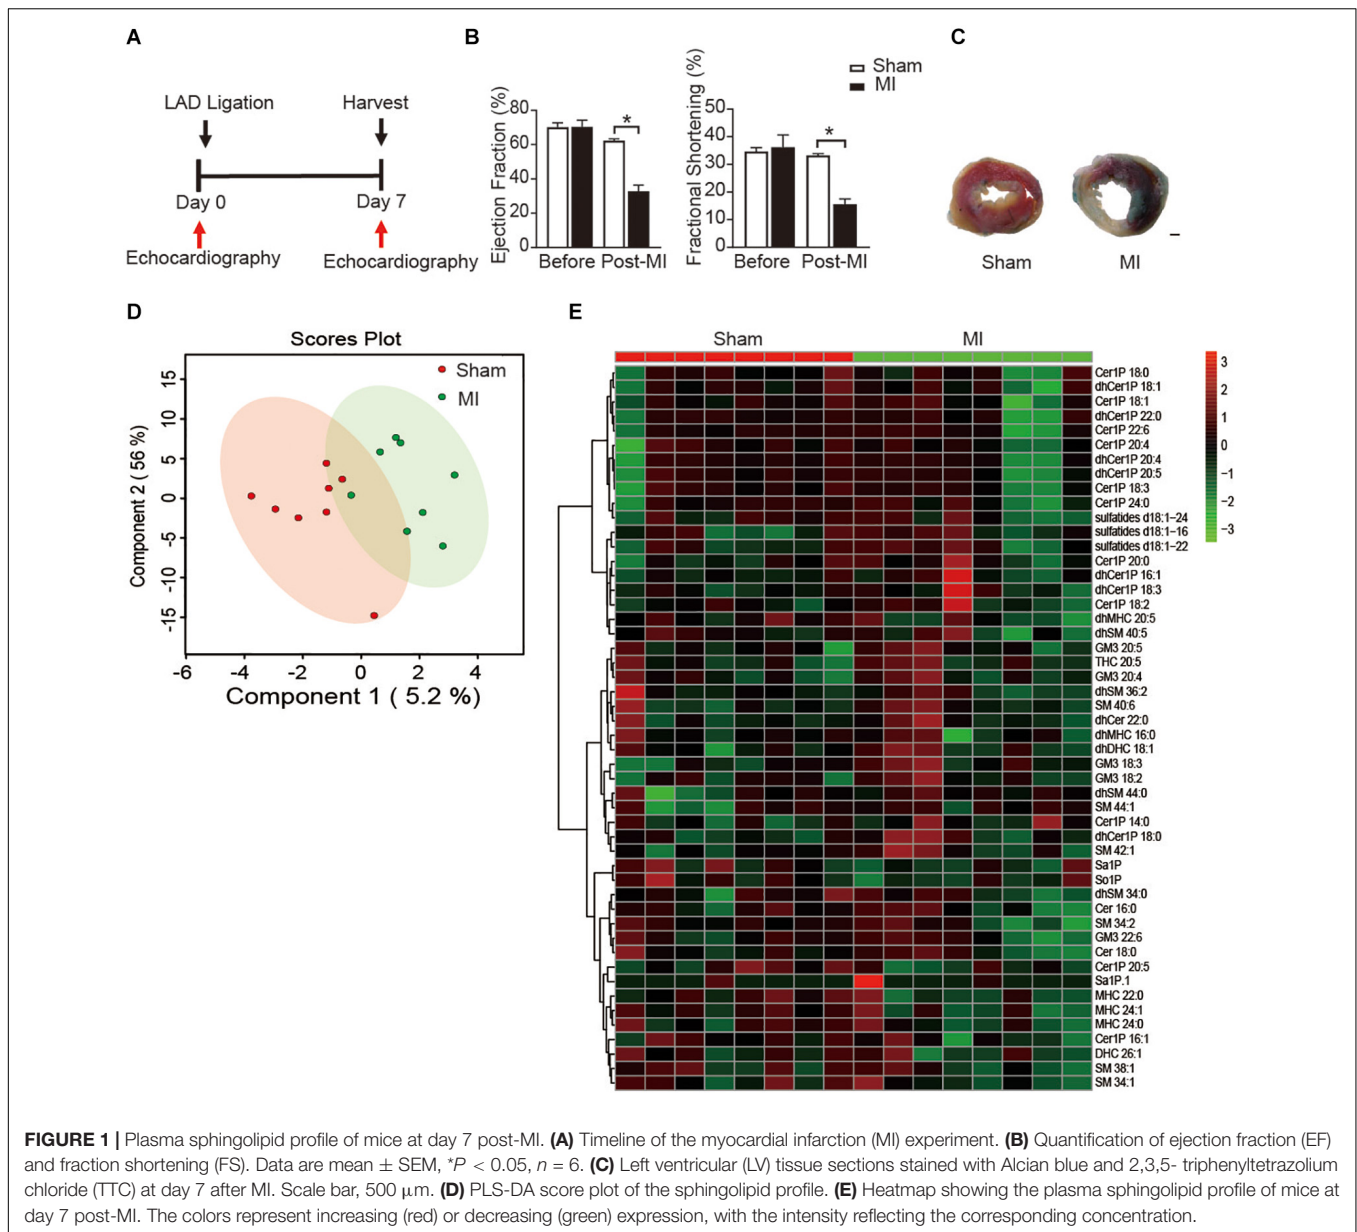 A
LAD Ligation
Harvest
Day 0
Day 7
Echocardiography
Echocardiography
B
Ejection Fraction (%)
80
60
40
20
0
*
Before Post-MI
Fractional Shortening (%)
50
40
30
20
10
0
*
Before Post-MI
Sham
MI
C
Sham
MI
D
Scores Plot
Sham
MI
Component 2 ( 56 %)
15
10
5
0
-5
-10
-15
-6 -4 -2 0 2 4
Component 1 ( 5.2 %)
E
Sham
MI
Cer1P 18:0
dhCer1P 18:1
Cer1P 18:1
dhCer1P 22:0
Cer1P 22:6
Cer1P 20:4
dhCer1P 20:4
dhCer1P 20:5
Cer1P 18:3
Cer1P 24:0
sulfatides d18:1-24
sulfatides d18:1-16
sulfatides d18:1-22
Cer1P 20:0
dhCer1P 16:1
dhCer1P 18:3
Cer1P 18:2
dhMHC 20:5
dhSM 40:5
GM3 20:5
THC 20:5
GM3 20:4
dhSM 36:2
SM 40:6
dhCer 22:0
dhMHC 16:0
dhDHC 18:1
GM3 18:3
GM3 18:2
dhSM 44:0
SM 44:1
Cer1P 14:0
dhCer1P 18:0
SM 42:1
Sa1P
So1P
dhSM 34:0
Cer 16:0
SM 34:2
GM3 22:6
Cer 18:0
Cer1P 20:5
Sa1P.1
MHC 22:0
MHC 24:1
MHC 24:0
Cer1P 16:1
DHC 26:1
SM 38:1
SM 34:1
3
2
1
0
-1
-2
-3
FIGURE 1 | Plasma sphingolipid profile of mice at day 7 post-MI. (A) Timeline of the myocardial infarction (MI) experiment. (B) Quantification of ejection fraction (EF)
and fraction shortening (FS). Data are mean ± SEM, *P < 0.05, n = 6. (C) Left ventricular (LV) tissue sections stained with Alcian blue and 2,3,5- triphenyltetrazolium
chloride (TTC) at day 7 after MI. Scale bar, 500 μm. (D) PLS-DA score plot of the sphingolipid profile. (E) Heatmap showing the plasma sphingolipid profile of mice at
day 7 post-MI. The colors represent increasing (red) or decreasing (green) expression, with the intensity reflecting the corresponding concentration.